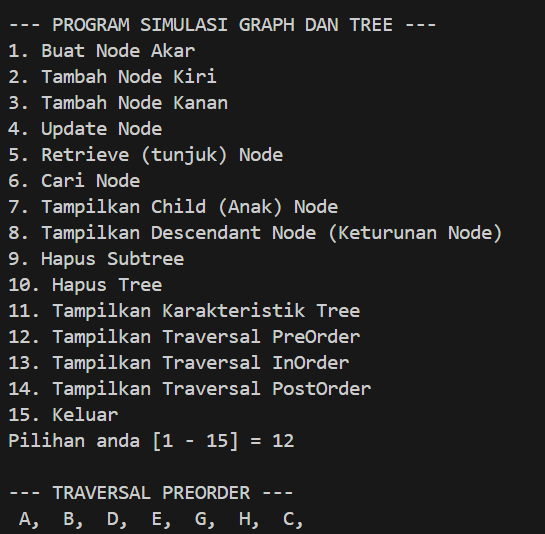 --- PROGRAM SIMULASI GRAPH DAN TREE ---
1. Buat Node Akar
2. Tambah Node Kiri
3. Tambah Node Kanan
4. Update Node
5. Retrieve (tunjuk) Node
6. Cari Node
7. Tampilkan Child (Anak) Node
8. Tampilkan Descendant Node (Keturunan Node)
9. Hapus Subtree
10. Hapus Tree
11. Tampilkan Karakteristik Tree
12. Tampilkan Traversal PreOrder
13. Tampilkan Traversal InOrder
14. Tampilkan Traversal PostOrder
15. Keluar
Pilihan anda [1 - 15] = 12
--- TRAVERSAL PREORDER ---
A,  B,  D,  E,  G,  H,  C,